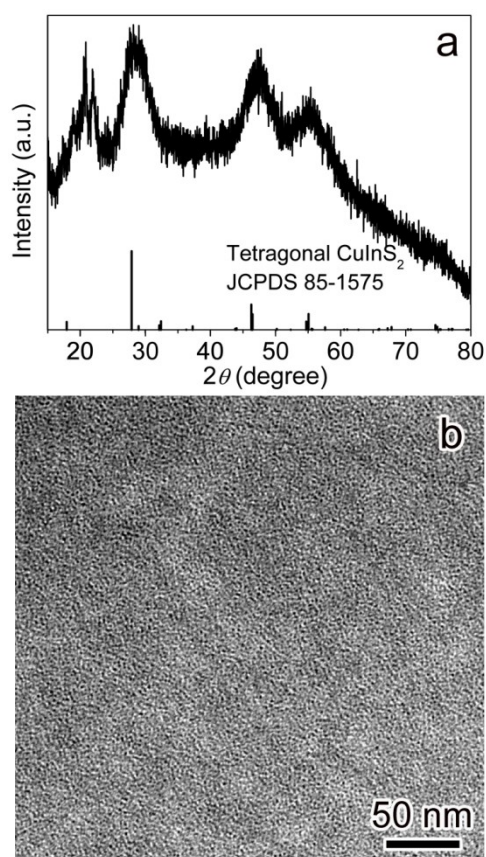 a
Intensity (a.u.)
Tetragonal CuInS₂
JCPDS 85-1575
20 30 40 50 60 70 80
2θ (degree)
b
50 nm